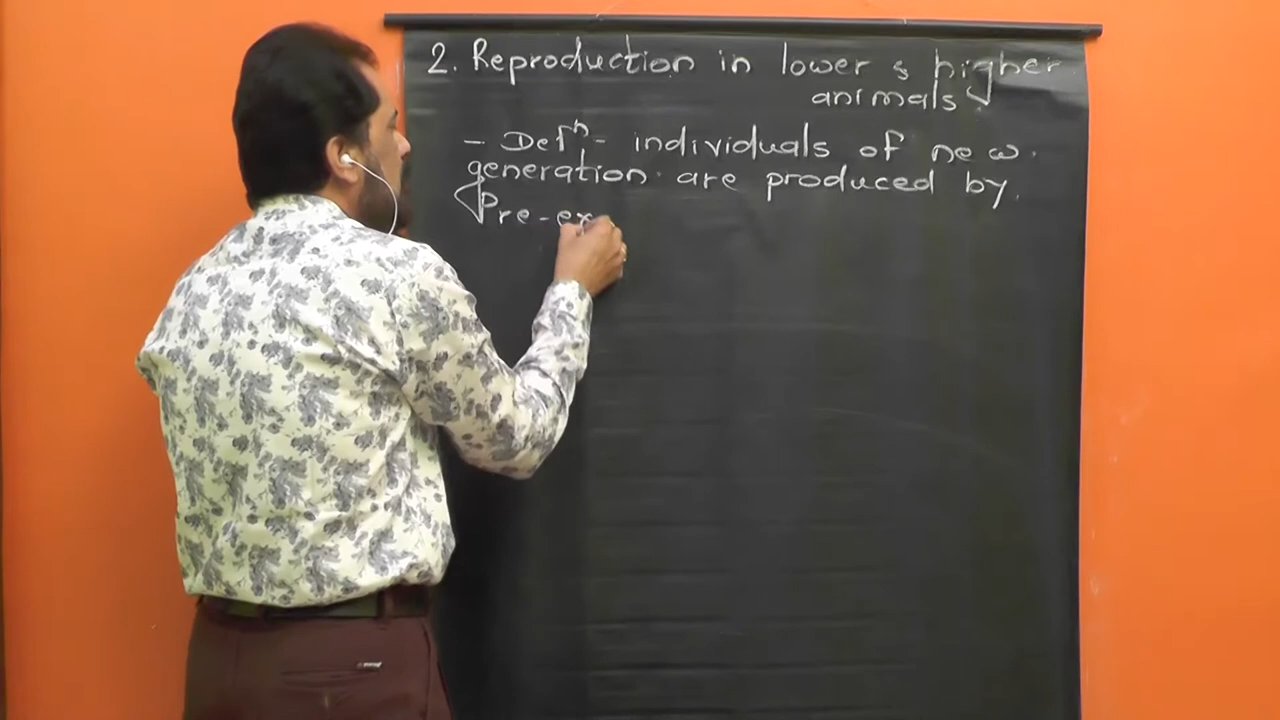 2. Reproduction in lower & higher
animals.
- Defⁿ:- individuals of new
generation are produced by
Pre-ex